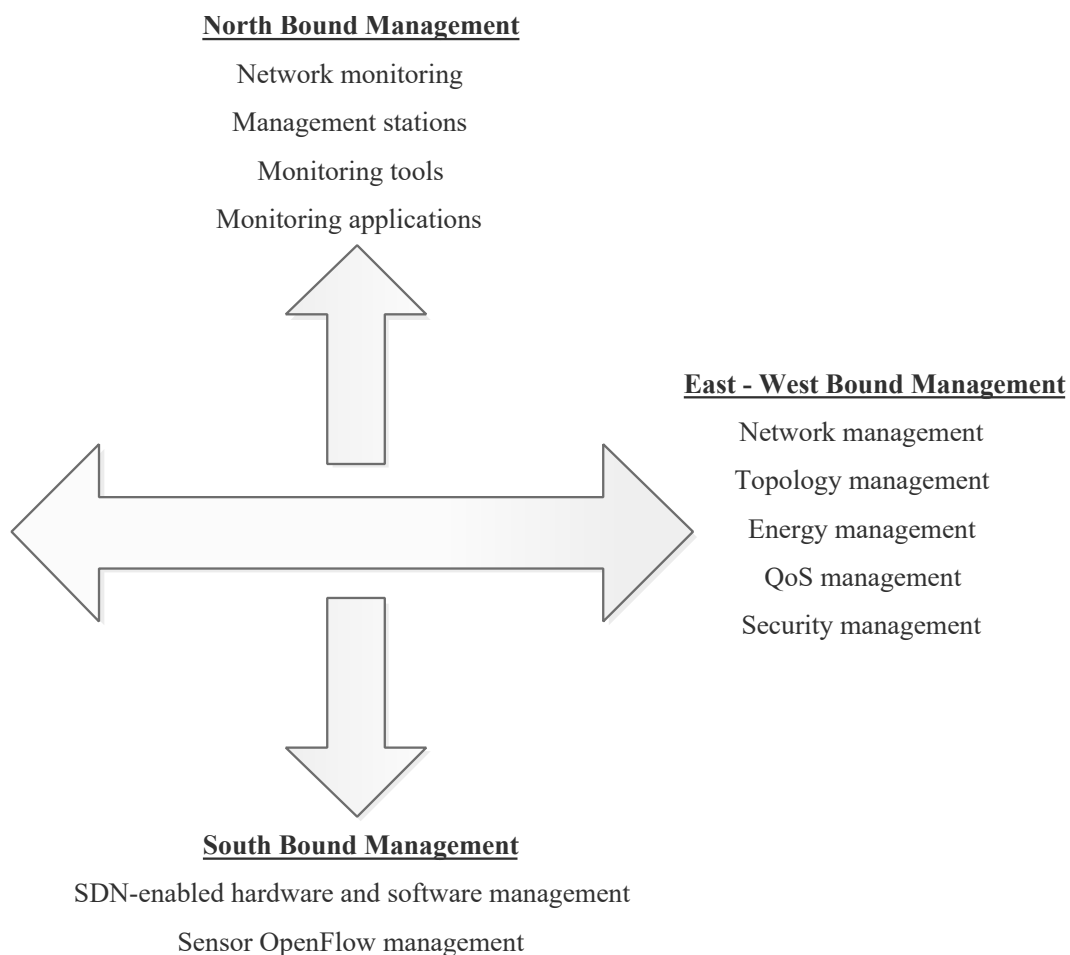 North Bound Management
Network monitoring
Management stations
Monitoring tools
Monitoring applications
East - West Bound Management
Network management
Topology management
Energy management
QoS management
Security management
South Bound Management
SDN-enabled hardware and software management
Sensor OpenFlow management